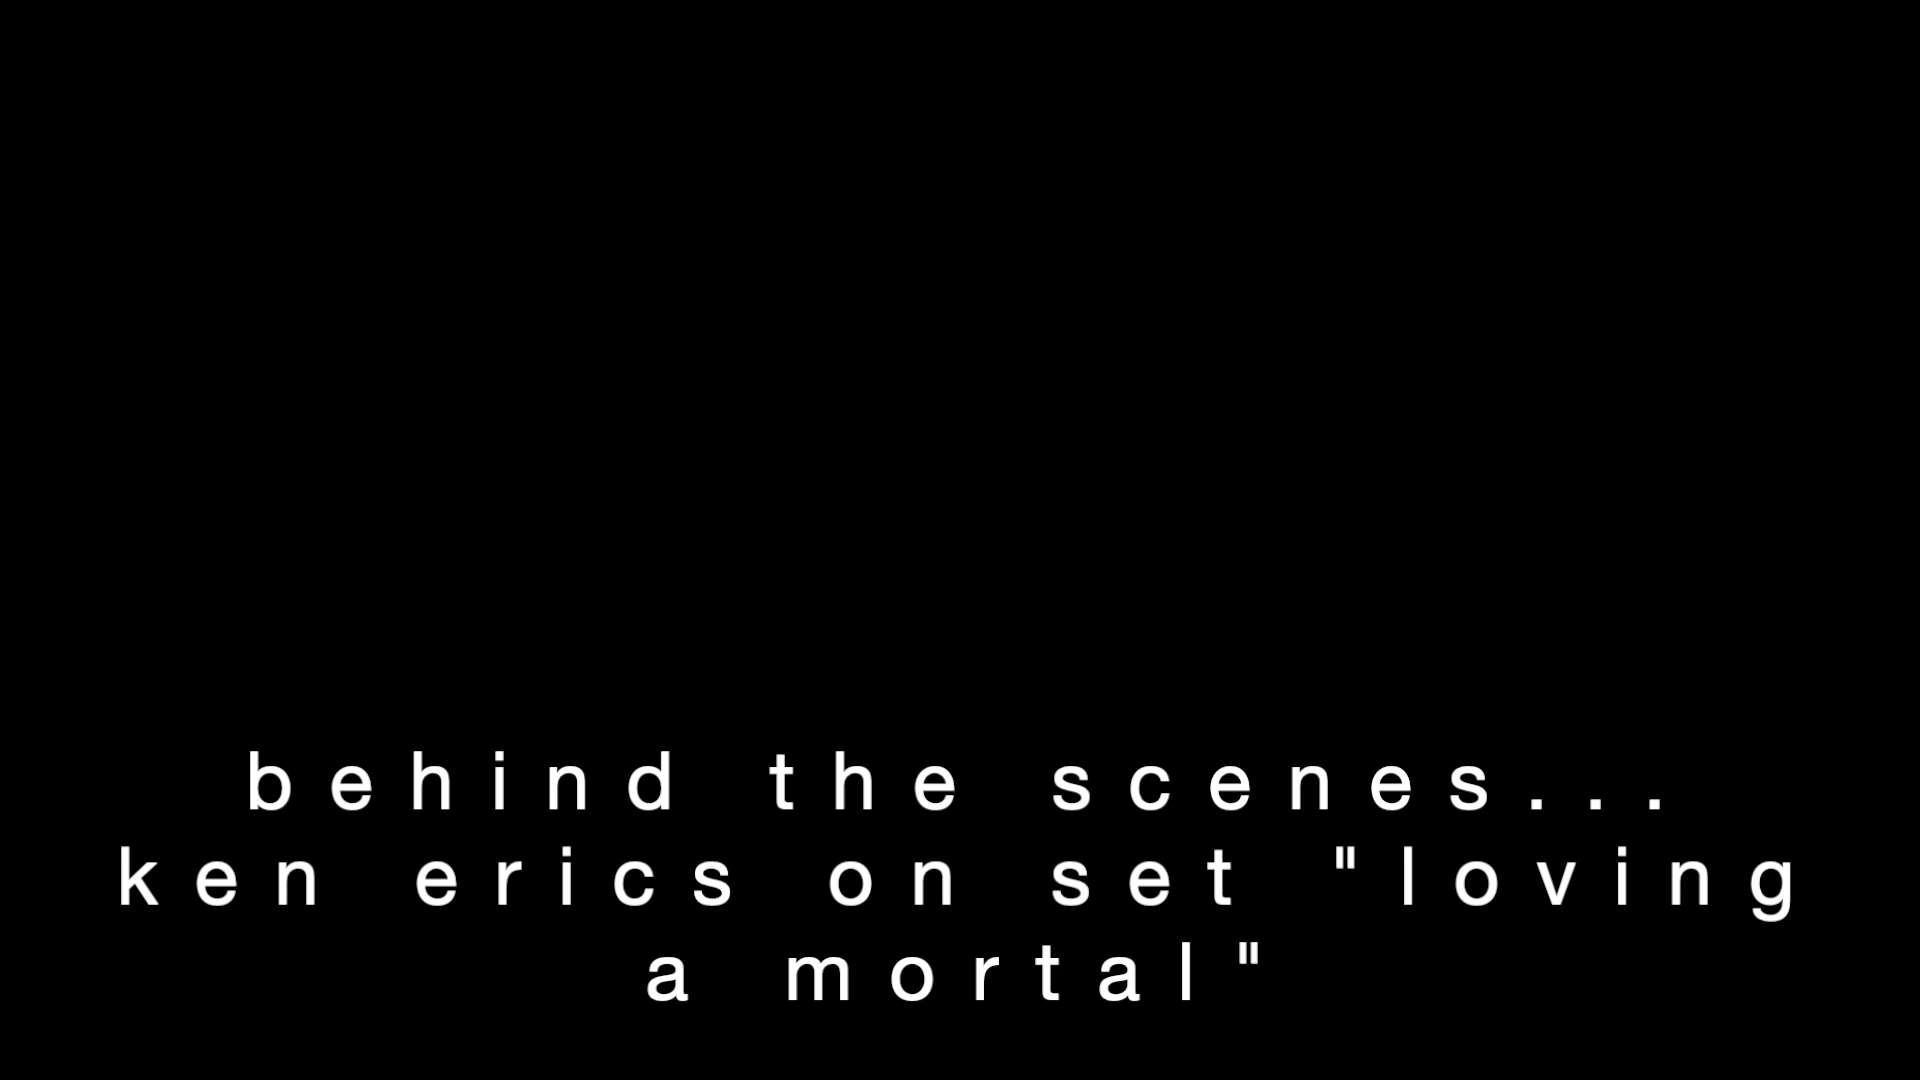 behind the scenes...
ken erics on set "loving
a mortal"